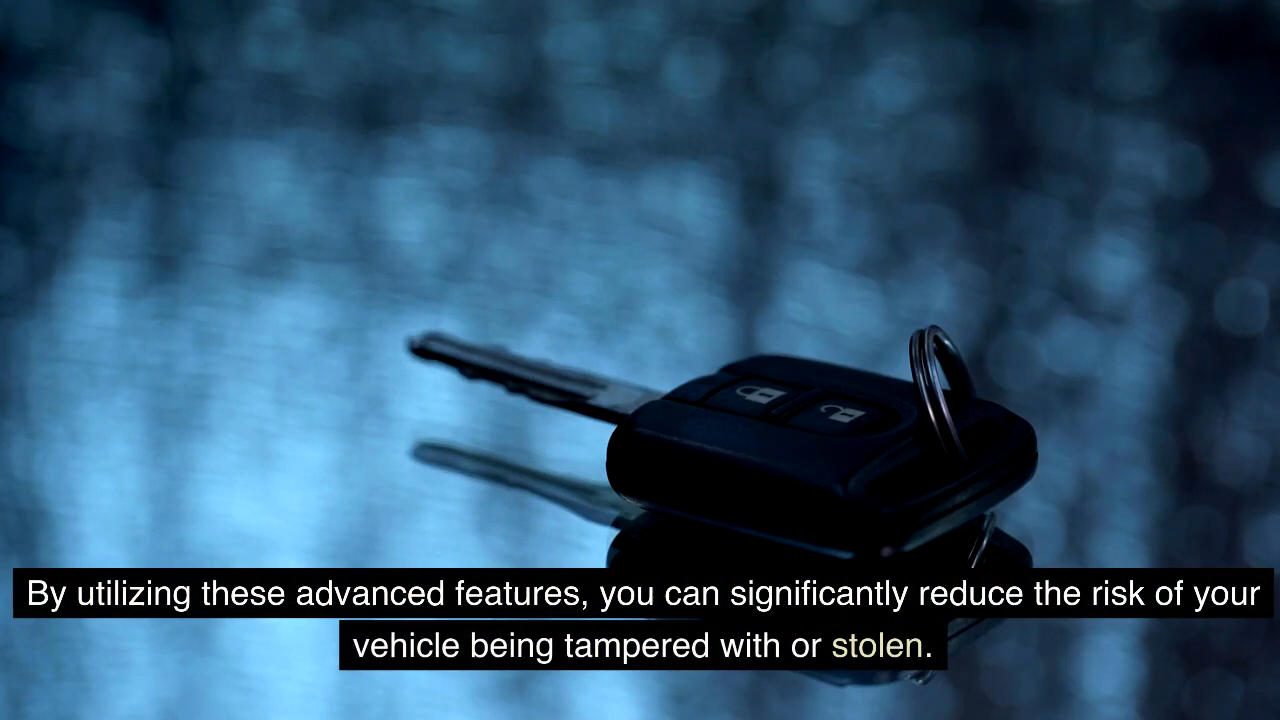 By utilizing these advanced features, you can significantly reduce the risk of your
vehicle being tampered with or stolen.